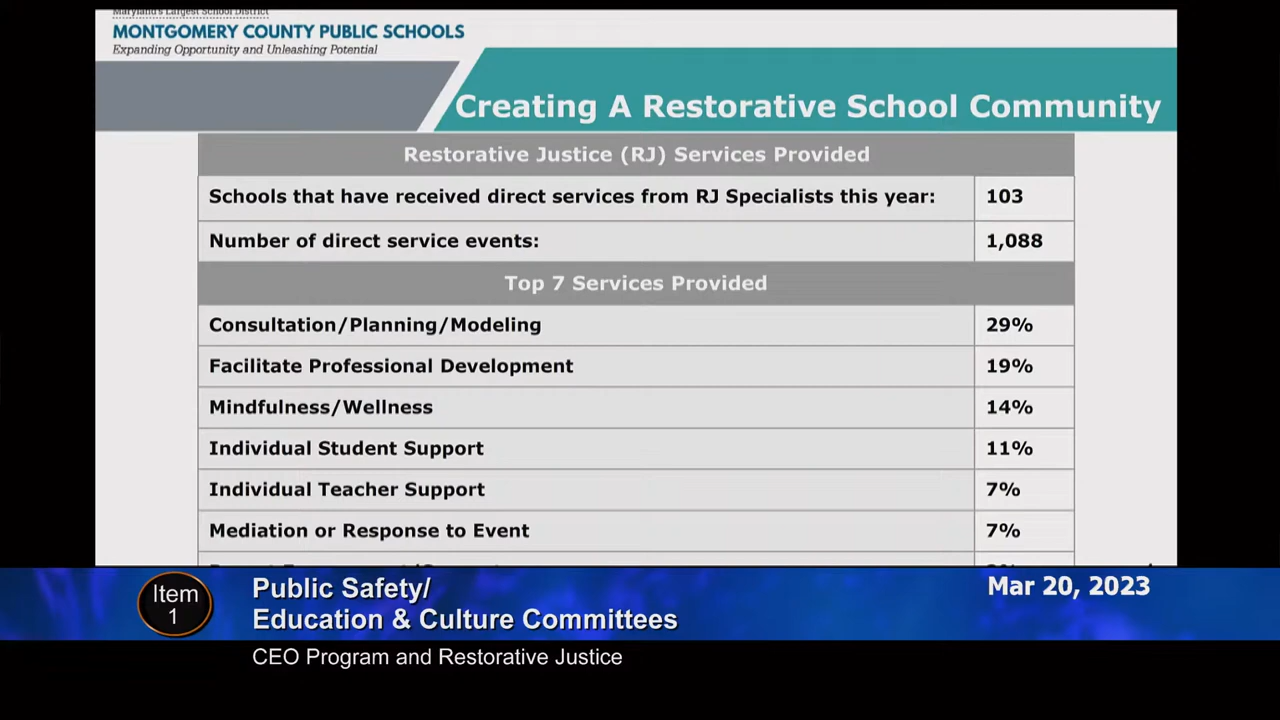 Maryland's Largest School District
MONTGOMERY COUNTY PUBLIC SCHOOLS
Expanding Opportunity and Unleashing Potential
Creating A Restorative School Community
Restorative Justice (RJ) Services Provided
Schools that have received direct services from RJ Specialists this year: 103
Number of direct service events: 1,088
Top 7 Services Provided
Consultation/Planning/Modeling 29%
Facilitate Professional Development 19%
Mindfulness/Wellness 14%
Individual Student Support 11%
Individual Teacher Support 7%
Mediation or Response to Event 7%
Item
1
Public Safety/
Education & Culture Committees
Mar 20, 2023
CEO Program and Restorative Justice